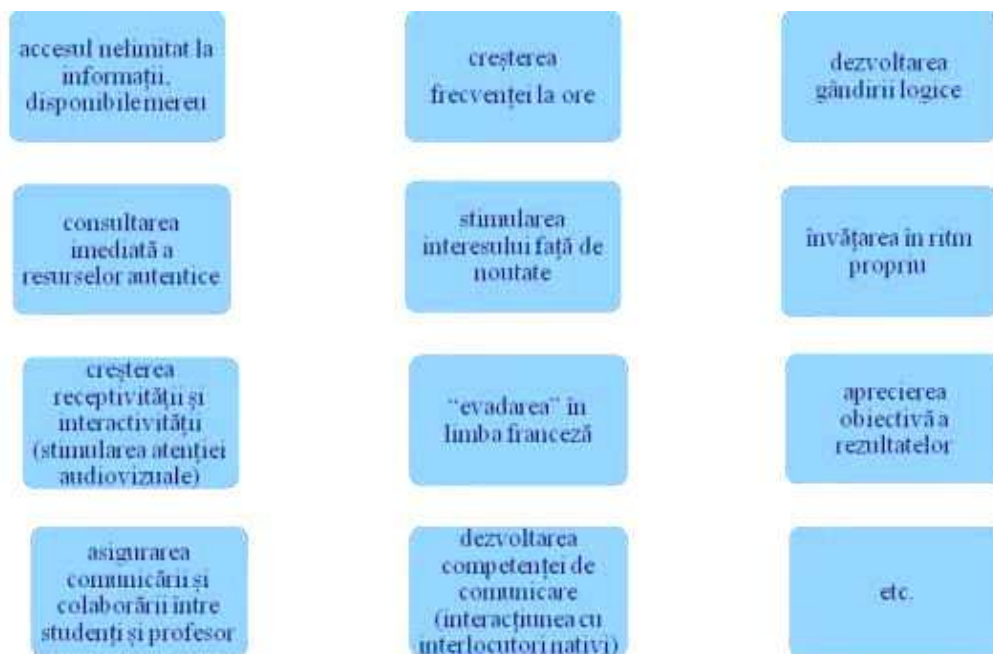 accesul nelimitat la
informații,
disponibile mereu
creșterea
frecvenței la ore
dezvoltarea
gândirii logice
consultarea
imediată a
resurselor autentice
stimularea
interesului față de
noutate
învățarea în ritm
propriu
creșterea
receptivității și
interactivității
(stimularea atenției
audiovizuale)
“evadarea” în
limba franceză
aprecierea
obiectivă a
rezultatelor
asigurarea
comunicării și
colaborării între
studenți și profesor
dezvoltarea
competenței de
comunicare
(interacțiunea cu
interlocutori nativi)
etc.